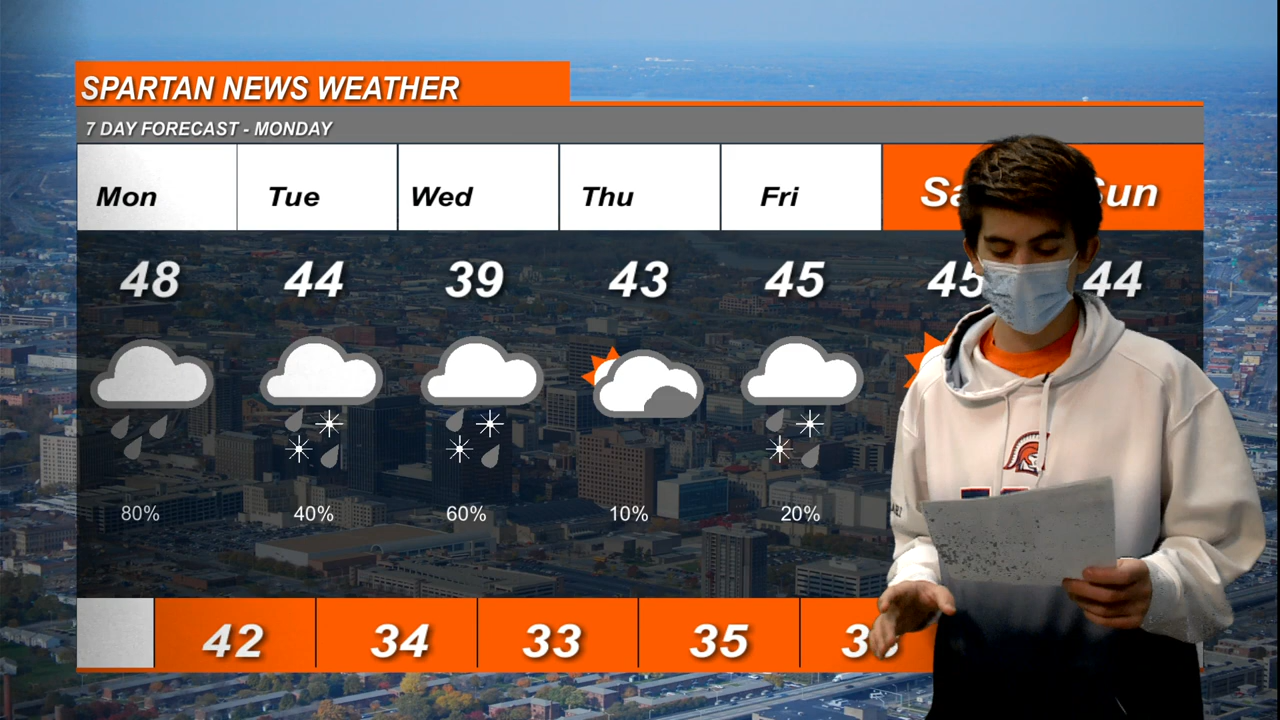 SPARTAN NEWS WEATHER
7 DAY FORECAST - MONDAY
Mon Tue Wed Thu Fri
48 44 39 43 45 45 44
80% 40% 60% 10% 20%
42 34 33 35